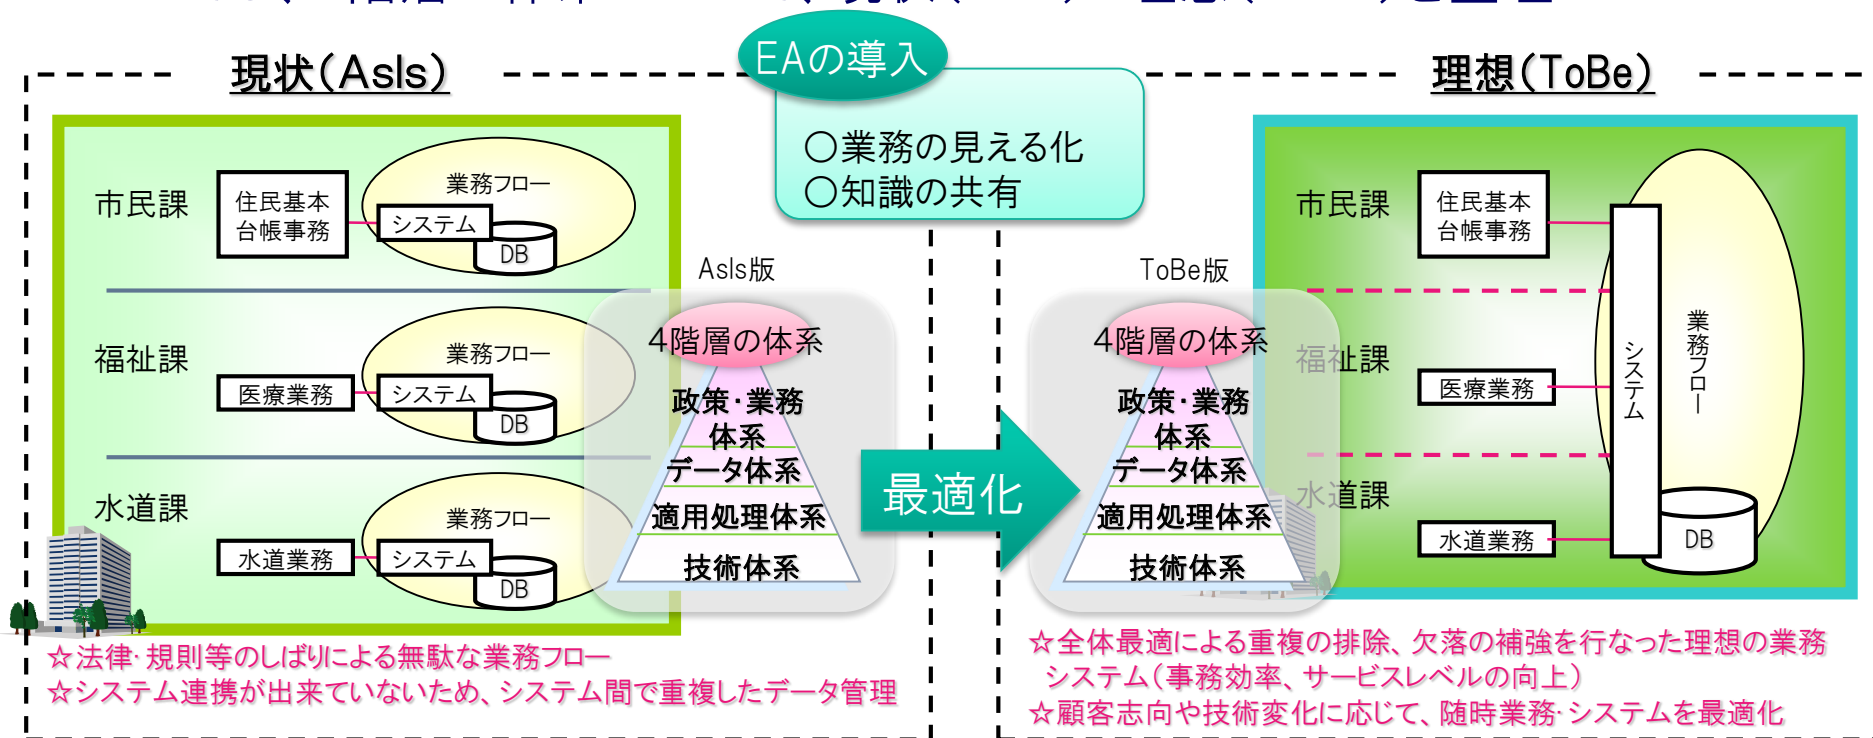 現状(AsIs)
EAの導入
○業務の見える化
○知識の共有
理想(ToBe)
市民課
住民基本
台帳事務
業務フロー
システム
DB
福祉課
医療業務
業務フロー
システム
DB
水道課
水道業務
業務フロー
システム
DB
AsIs版
4階層の体系
政策・業務
体系
データ体系
適用処理体系
技術体系
最適化
ToBe版
4階層の体系
政策・業務
体系
データ体系
適用処理体系
技術体系
市民課
住民基本
台帳事務
福祉課
医療業務
水道課
水道業務
システム
業務フロー
DB
☆法律・規則等のしばりによる無駄な業務フロー
☆システム連携が出来ていないため、システム間で重複したデータ管理
☆全体最適による重複の排除、欠落の補強を行なった理想の業務
システム(事務効率、サービスレベルの向上)
☆顧客志向や技術変化に応じて、随時業務・システムを最適化